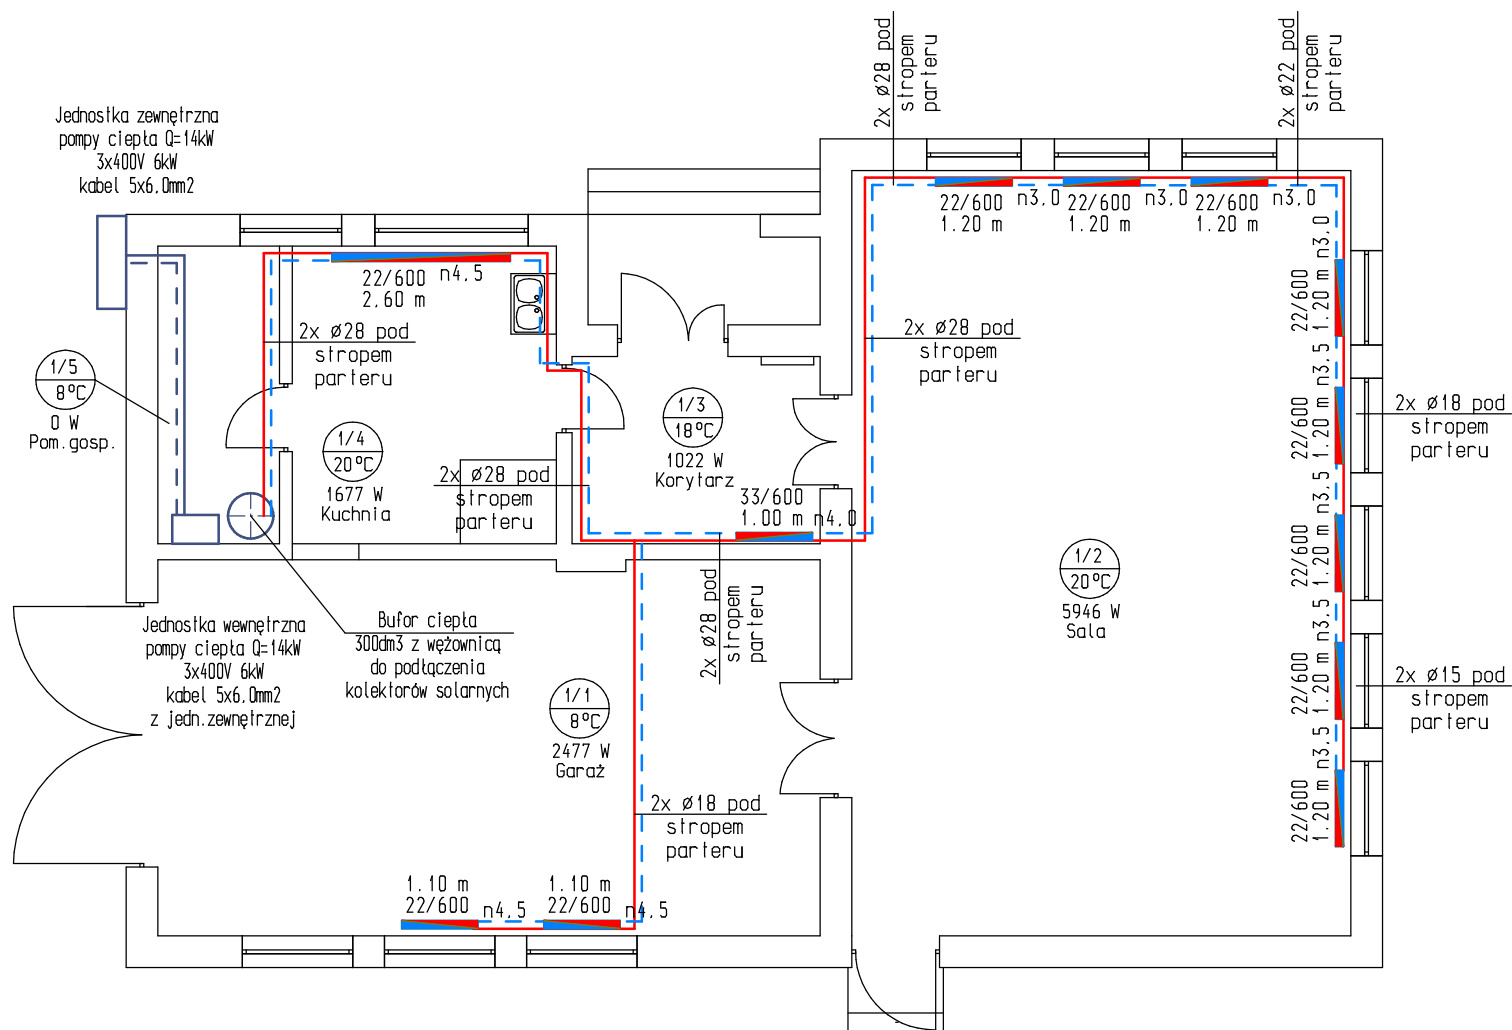 Jednostka zewnętrzna
pompy ciepła Q=14kW
3x400V 6kW
kabel 5x6.0mm2
2x ø28 pod
stropem
parteru
2x ø22 pod
stropem
parteru
22/600
1.20 m
n3.0
22/600
1.20 m
n3.0
22/600
1.20 m
n3.0
22/600
2.60 m
n4.5
2x ø28 pod
stropem
parteru
2x ø28 pod
stropem
parteru
22/600
1.20 m
n3.0
22/600
1.20 m
n3.5
22/600
1.20 m
n3.5
22/600
1.20 m
n3.5
22/600
1.20 m
n3.5
2x ø18 pod
stropem
parteru
2x ø15 pod
stropem
parteru
1/5
8°C
0 W
Pom.gosp.
1/4
20°C
1677 W
Kuchnia
2x ø28 pod
stropem
parteru
1/3
18°C
1022 W
Korytarz
33/600
1.00 m
n4.0
1/2
20°C
5946 W
Sala
2x ø28 pod
stropem
parteru
Jednostka wewnętrzna
pompy ciepła Q=14kW
3x400V 6kW
kabel 5x6.0mm2
z jedn.zewnętrznej
Bufor ciepła
300dm3 z wężownicą
do podłączenia
kolektorów solarnych
1/1
8°C
2477 W
Garaż
2x ø18 pod
stropem
parteru
1.10 m
22/600
n4.5
1.10 m
22/600
n4.5